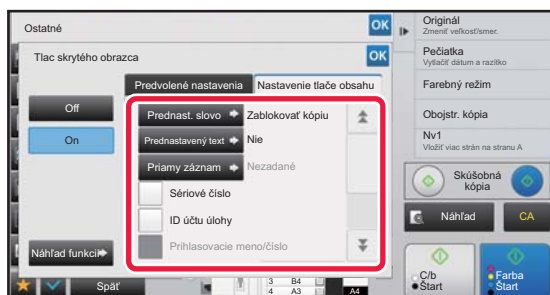 Ostatné
OK
Tlac skrytého obrazca
OK
Predvolené nastavenia
Nastavenie tlače obsahu
Off
On
Prednast. slovo
Zablokovať kópiu
Prednastavený text
Nie
Priamy záznam
Nezadané
Sériové číslo
ID účtu úlohy
Prihlasovacie meno/číslo
Náhľad funkcií
Späť
3 B4
4 A3
A4
Originál
Zmeniť veľkosť/smer.
Pečiatka
Vytlačiť dátum a razítko
Farebný režim
Obojstr. kópia
Nv1
Vložiť viac strán na stranu A
Skúšobná
kópia
Náhľad
CA
C/b
Štart
Farba
Štart